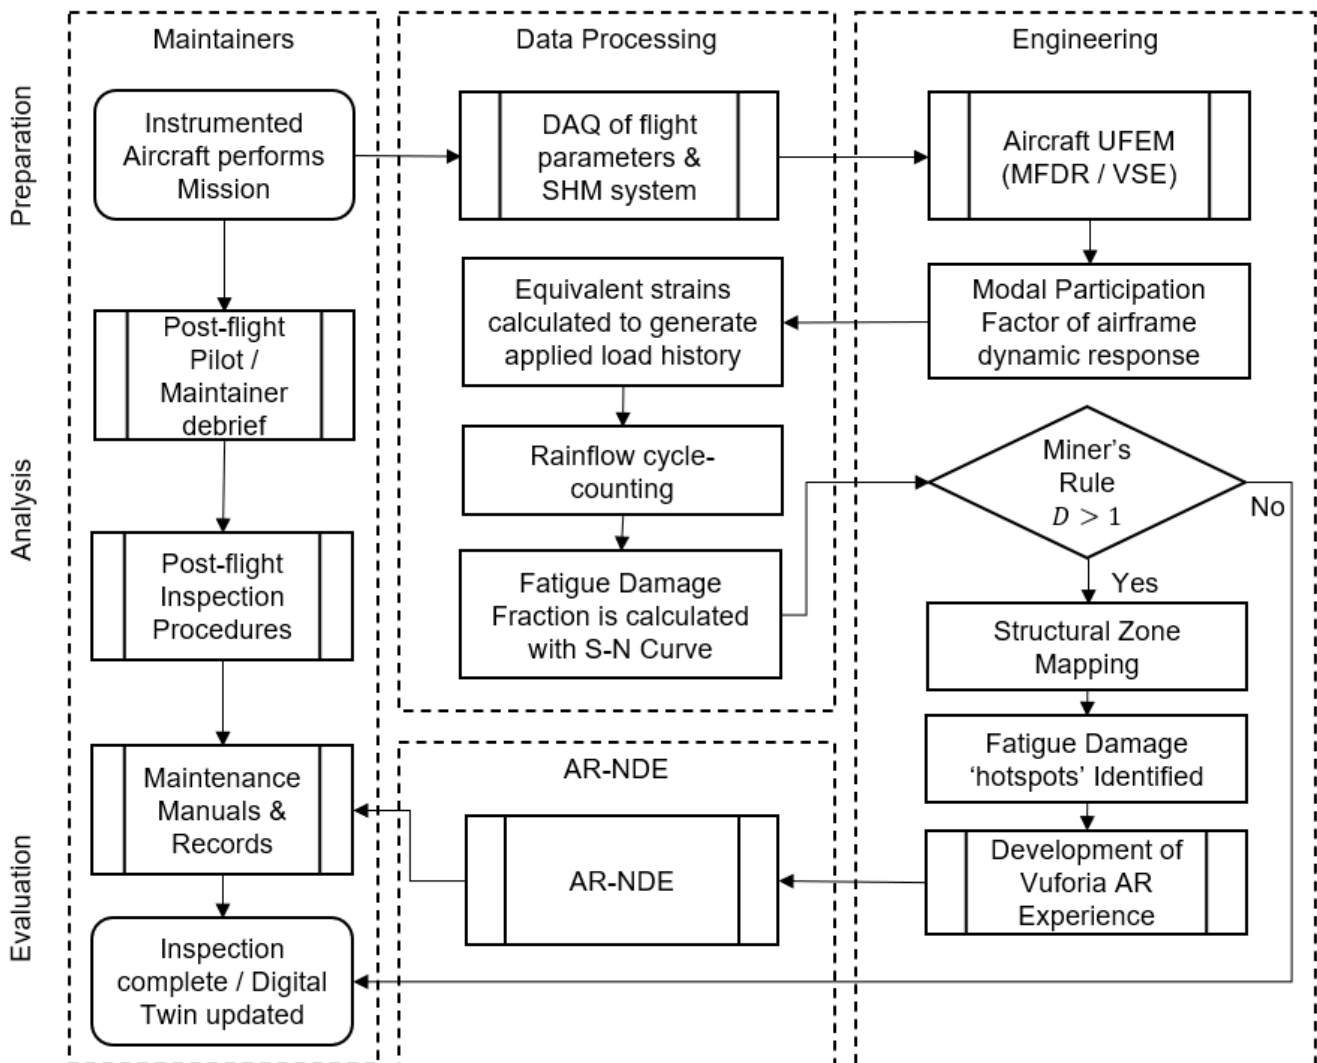 Maintainers
Data Processing
Engineering
Preparation
Instrumented
Aircraft performs
Mission
DAQ of flight
parameters &
SHM system
Aircraft UFEM
(MFDR / VSE)
Equivalent strains
calculated to generate
applied load history
Modal Participation
Factor of airframe
dynamic response
Post-flight
Pilot /
Maintainer
debrief
Analysis
Rainflow cycle-
counting
Miner’s
Rule
D > 1
No
Yes
Post-flight
Inspection
Procedures
Fatigue Damage
Fraction is calculated
with S-N Curve
Structural Zone
Mapping
Fatigue Damage
‘hotspots’ Identified
Evaluation
Maintenance
Manuals &
Records
AR-NDE
AR-NDE
Development of
Vuforia AR
Experience
Inspection
complete / Digital
Twin updated